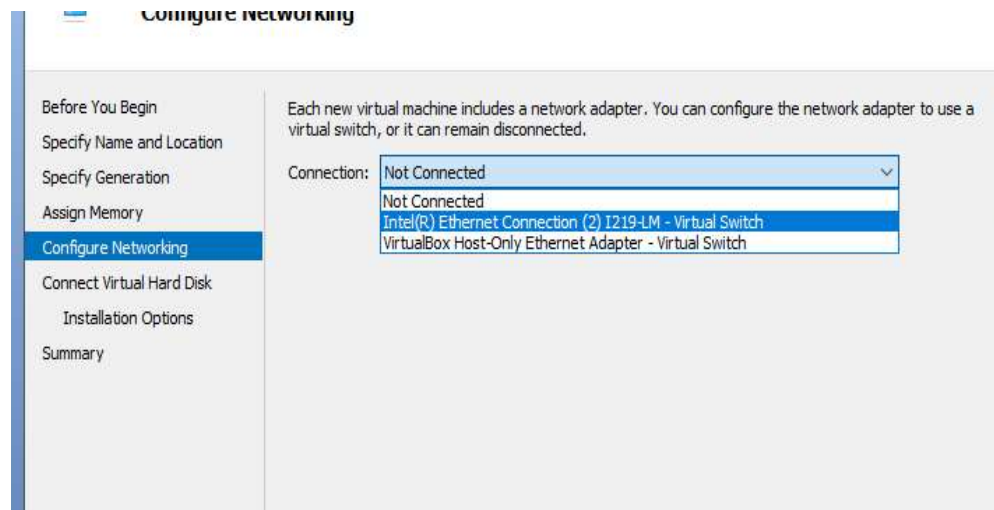 Configure Networking
Before You Begin
Specify Name and Location
Specify Generation
Assign Memory
Configure Networking
Connect Virtual Hard Disk
Installation Options
Summary
Each new virtual machine includes a network adapter. You can configure the network adapter to use a
virtual switch, or it can remain disconnected.
Connection: Not Connected
Not Connected
Intel(R) Ethernet Connection (2) I219-LM - Virtual Switch
VirtualBox Host-Only Ethernet Adapter - Virtual Switch